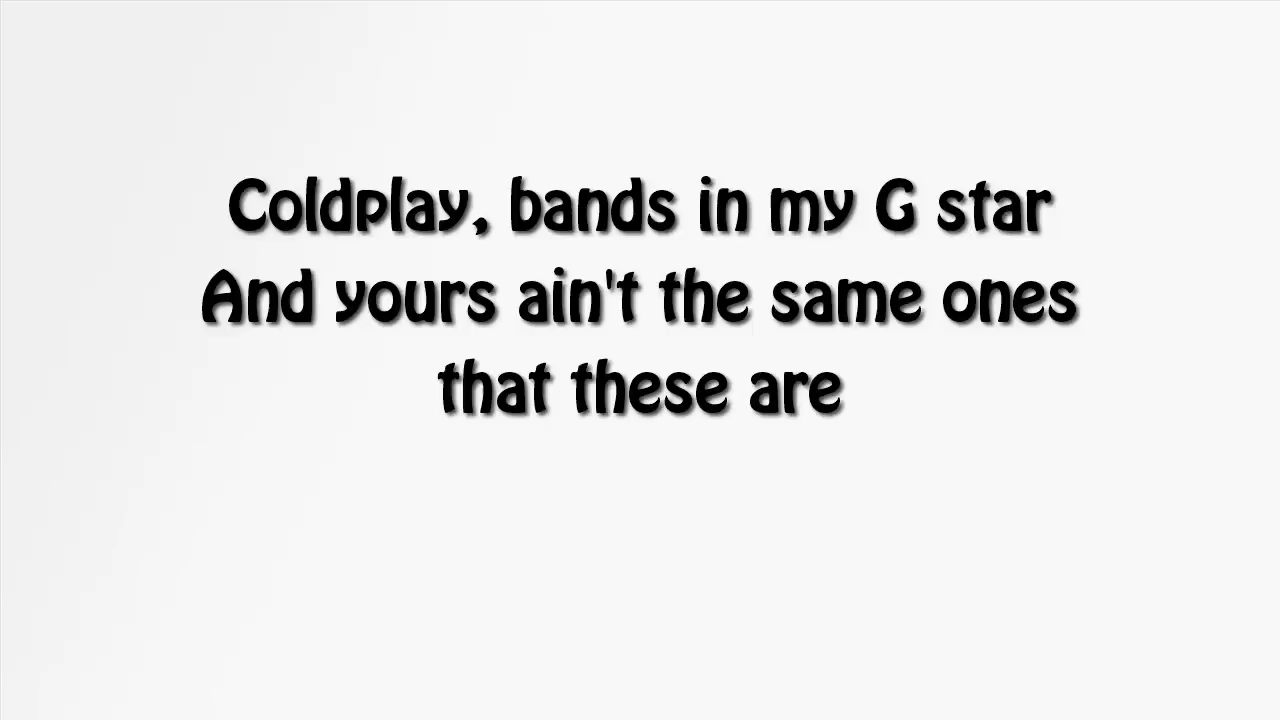 Coldplay, bands in my G star
And yours ain't the same ones
that these are